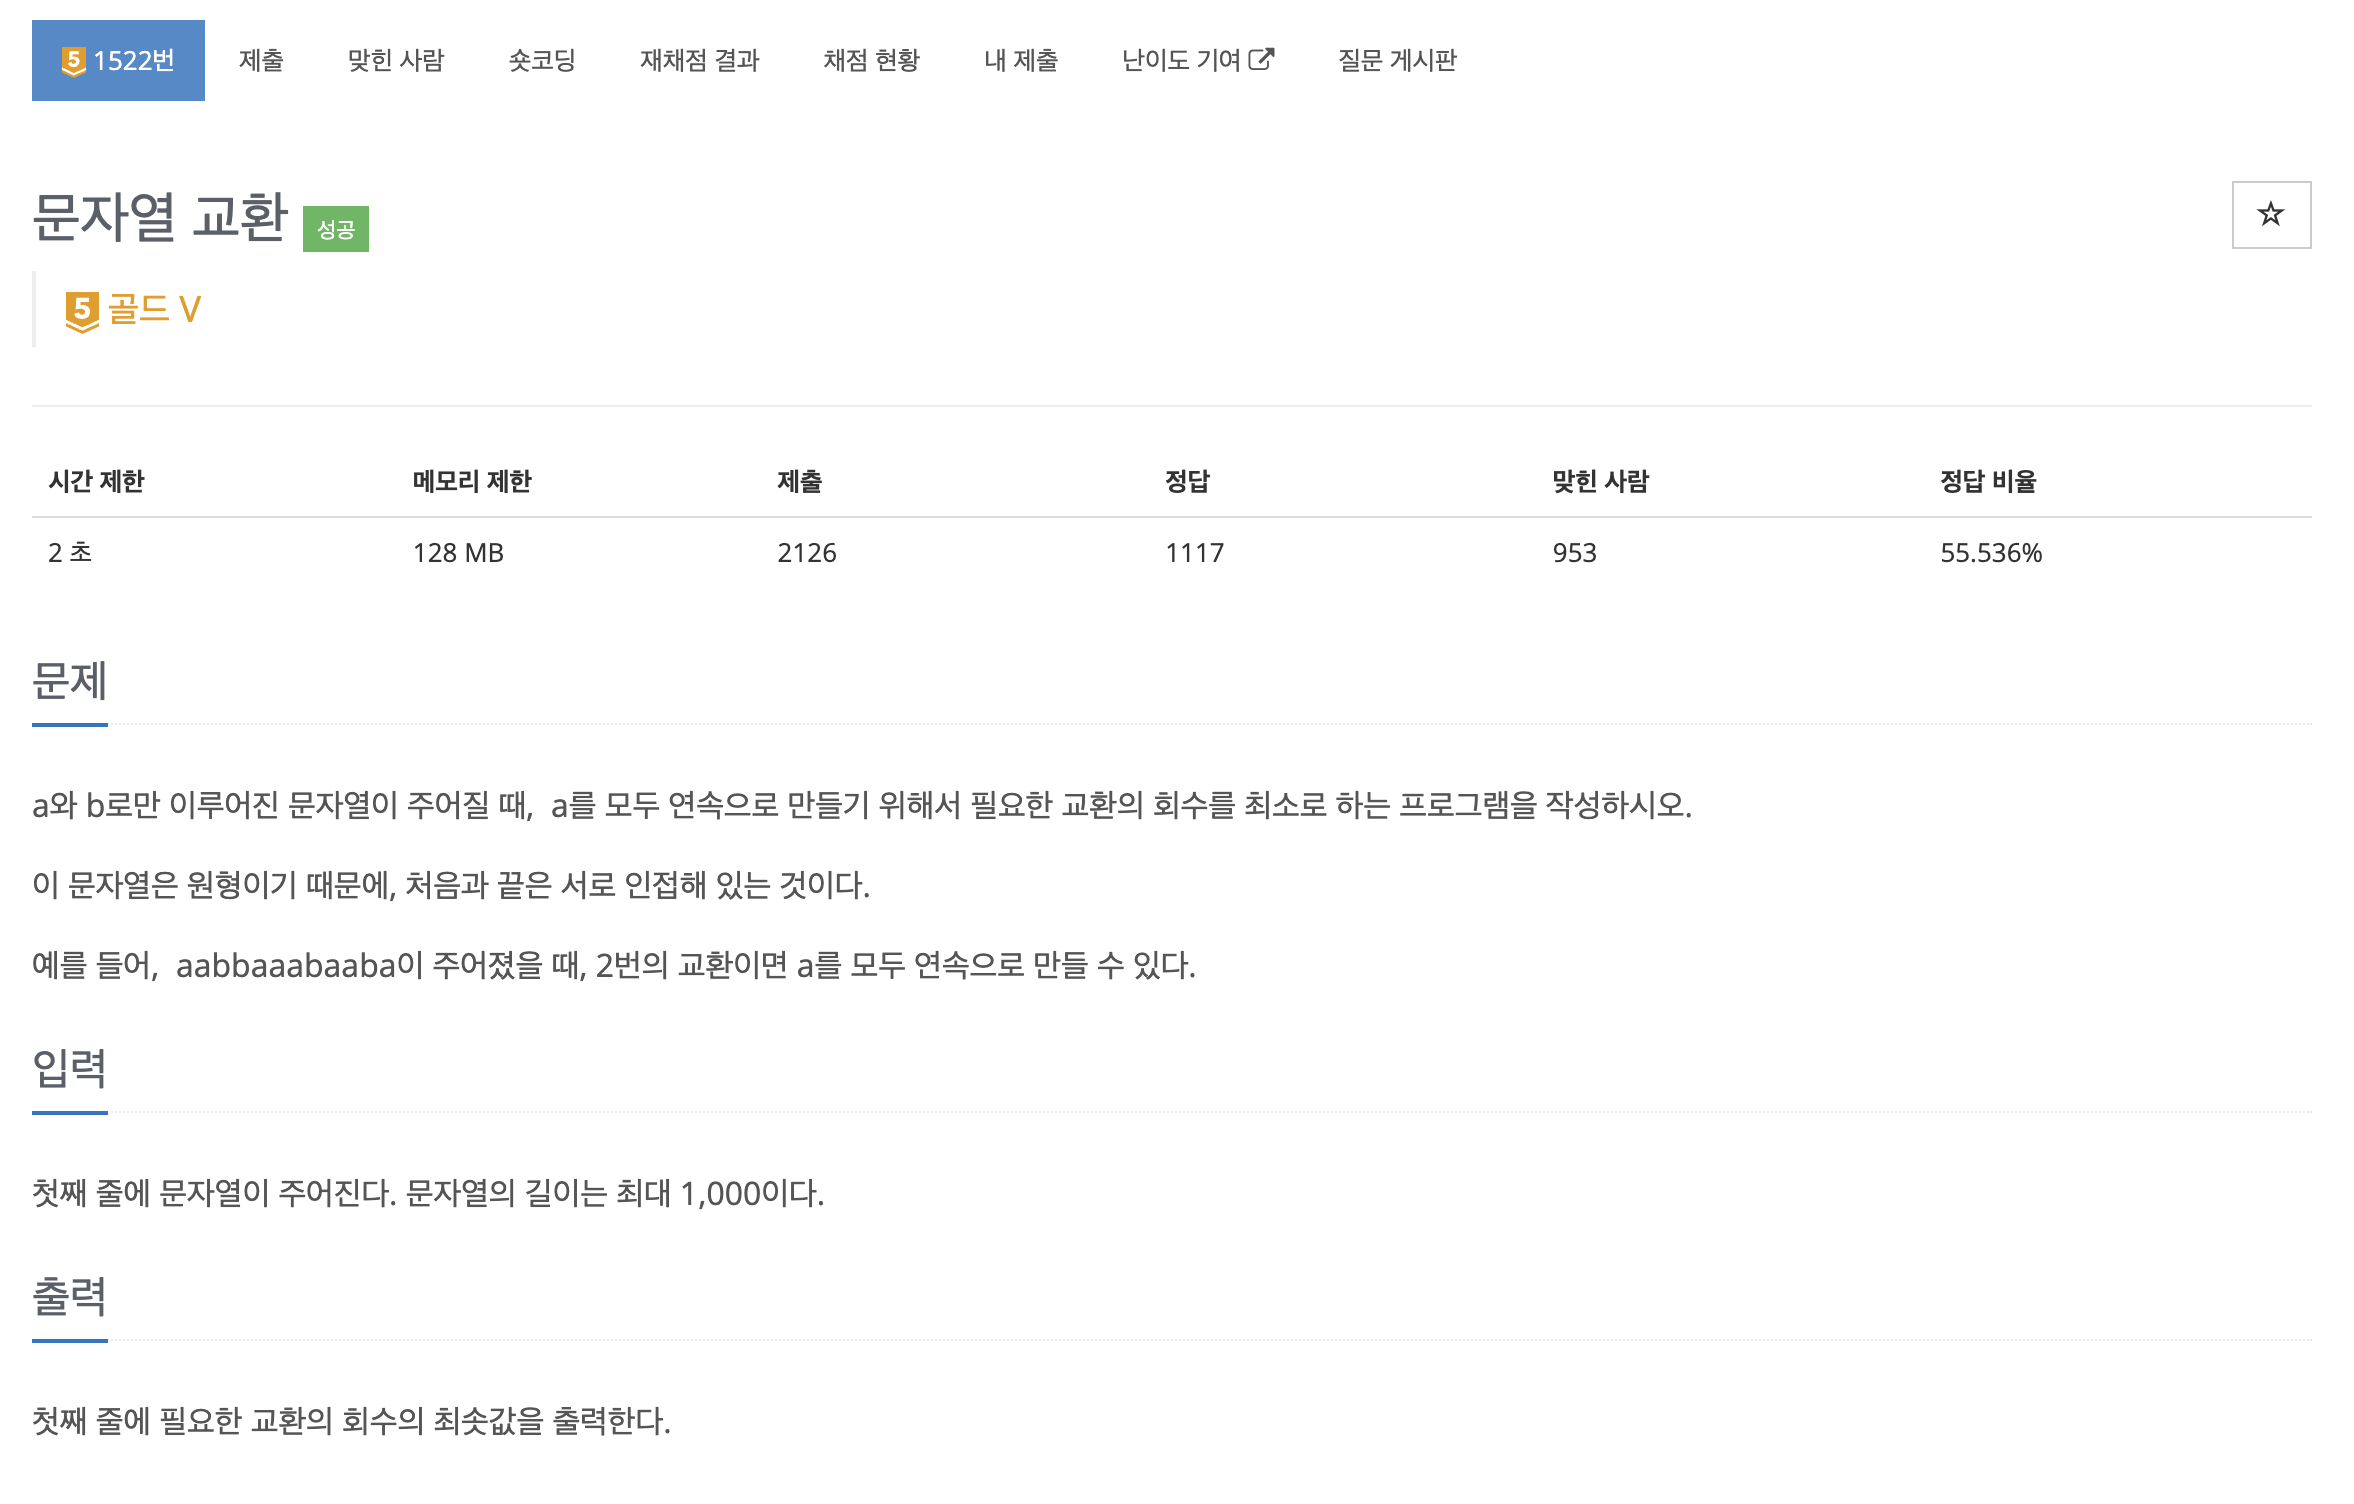 5 1522번 제출 맞힌 사람 숏코딩 재채점 결과 채점 현황 내 제출 난이도 기여 질문 게시판
문자열 교환 성공
5 골드 V
시간 제한 메모리 제한 제출 정답 맞힌 사람 정답 비율
2 초 128 MB 2126 1117 953 55.536%
문제
a와 b로만 이루어진 문자열이 주어질 때, a를 모두 연속으로 만들기 위해서 필요한 교환의 회수를 최소로 하는 프로그램을 작성하시오.
이 문자열은 원형이기 때문에, 처음과 끝은 서로 인접해 있는 것이다.
예를 들어, aabbaaabaaba이 주어졌을 때, 2번의 교환이면 a를 모두 연속으로 만들 수 있다.
입력
첫째 줄에 문자열이 주어진다. 문자열의 길이는 최대 1,000이다.
출력
첫째 줄에 필요한 교환의 회수의 최솟값을 출력한다.